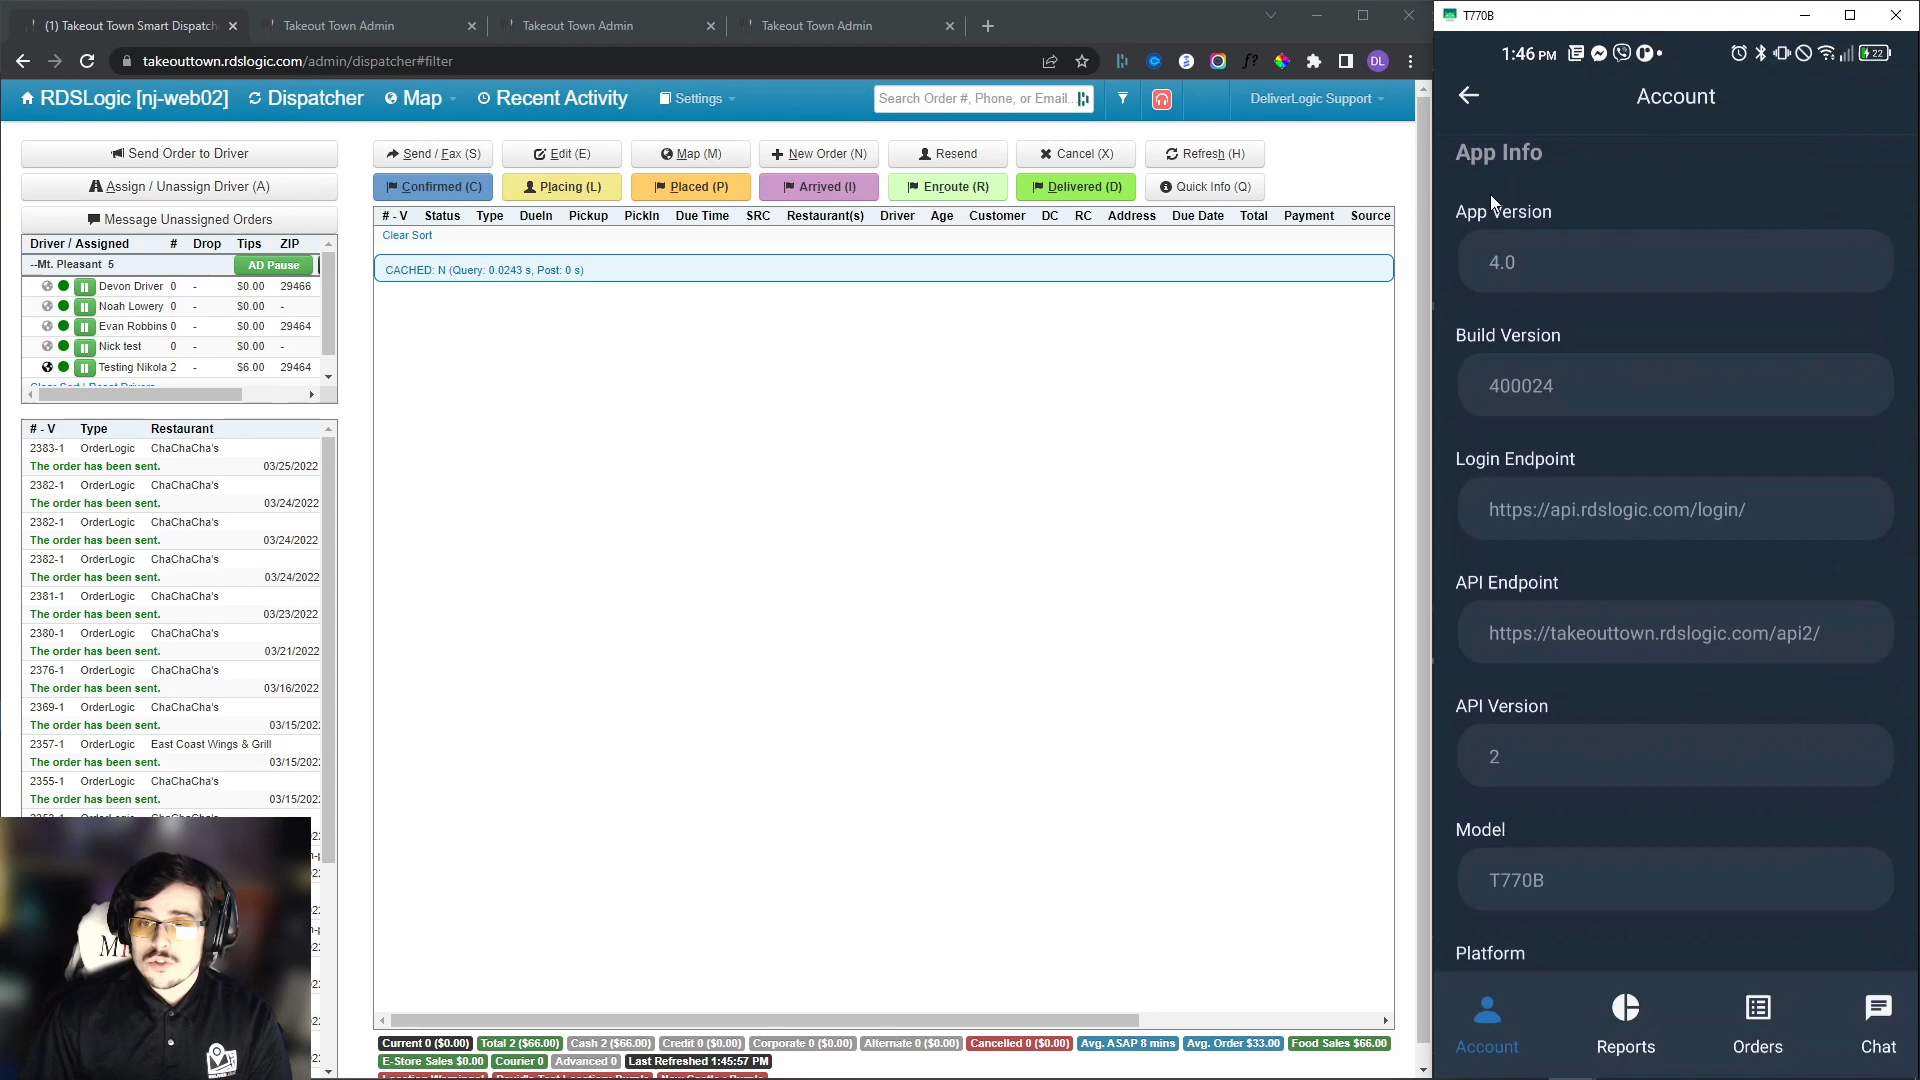 (1) Takeout Town Smart Dispatch
Takeout Town Admin
Takeout Town Admin
Takeout Town Admin
takeouttown.rdslogic.com/admin/dispatcher#filter
DL
RDSLogic [nj-web02]
Dispatcher
Map
Recent Activity
Settings
Search Order #, Phone, or Email...
DeliverLogic Support
Send Order to Driver
Assign / Unassign Driver (A)
Message Unassigned Orders
Send / Fax (S)
Edit (E)
Map (M)
New Order (N)
Resend
Cancel (X)
Refresh (H)
Confirmed (C)
Placing (L)
Placed (P)
Arrived (I)
Enroute (R)
Delivered (D)
Quick Info (Q)
Driver / Assigned # Drop Tips ZIP
--Mt. Pleasant 5 AD Pause
Devon Driver 0 - $0.00 29466
Noah Lowery 0 - $0.00 -
Evan Robbins 0 - $0.00 29464
Nick test 0 - $0.00 -
Testing Nikola 2 - $6.00 29464
Clear Sort | Reset Drivers
# - V Status Type DueIn Pickup PickIn Due Time SRC Restaurant(s) Driver Age Customer DC RC Address Due Date Total Payment Source
Clear Sort
CACHED: N (Query: 0.0243 s, Post: 0 s)
# - V Type Restaurant
2383-1 OrderLogic ChaChaCha's
The order has been sent. 03/25/2022
2382-1 OrderLogic ChaChaCha's
The order has been sent. 03/24/2022
2382-1 OrderLogic ChaChaCha's
The order has been sent. 03/24/2022
2382-1 OrderLogic ChaChaCha's
The order has been sent. 03/24/2022
2381-1 OrderLogic ChaChaCha's
The order has been sent. 03/23/2022
2380-1 OrderLogic ChaChaCha's
The order has been sent. 03/21/2022
2376-1 OrderLogic ChaChaCha's
The order has been sent. 03/16/2022
2369-1 OrderLogic ChaChaCha's
The order has been sent. 03/15/202
2357-1 OrderLogic East Coast Wings & Grill
The order has been sent. 03/15/202
2355-1 OrderLogic ChaChaCha's
The order has been sent. 03/15/202
Current 0 ($0.00) Total 2 ($66.00) Cash 2 ($66.00) Credit 0 ($0.00) Corporate 0 ($0.00) Alternate 0 ($0.00) Cancelled 0 ($0.00) Avg. ASAP 8 mins Avg. Order $33.00 Food Sales $66.00
E-Store Sales $0.00 Courier 0 Advanced 0 Last Refreshed 1:45:57 PM
T770B
1:46 PM
22
Account
App Info
App Version
4.0
Build Version
400024
Login Endpoint
https://api.rdslogic.com/login/
API Endpoint
https://takeouttown.rdslogic.com/api2/
API Version
2
Model
T770B
Platform
Account
Reports
Orders
Chat